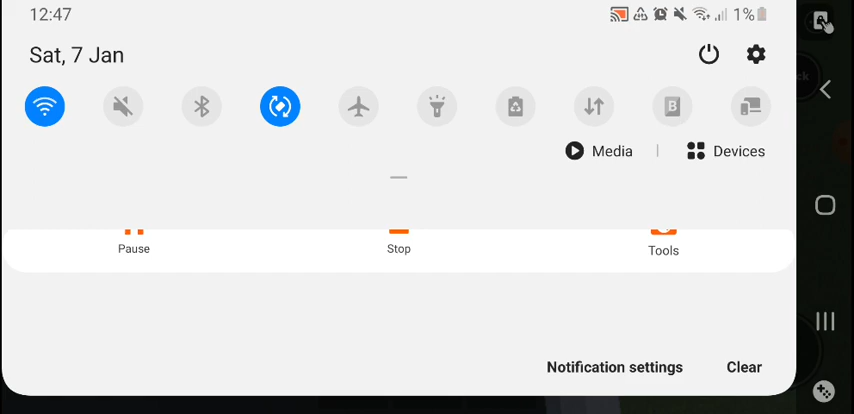 12:47
1%
Sat, 7 Jan
B
Media
Devices
Pause
Stop
Tools
Notification settings
Clear